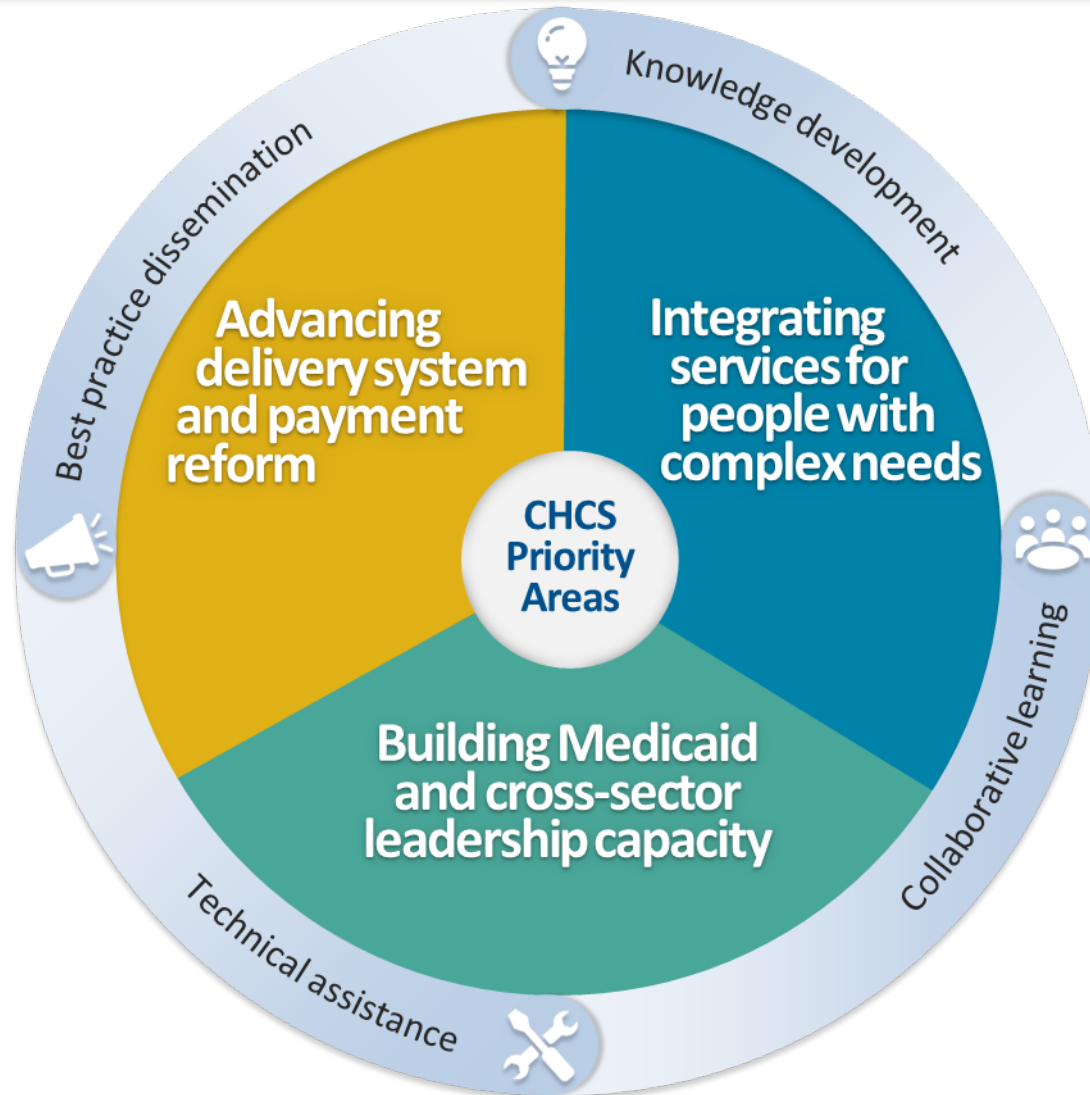 Knowledge development
Best practice dissemination
Advancing
delivery system
and payment
reform
Integrating
services for
people with
complex needs
CHCS
Priority
Areas
Building Medicaid
and cross-sector
leadership capacity
Collaborative learning
Technical assistance